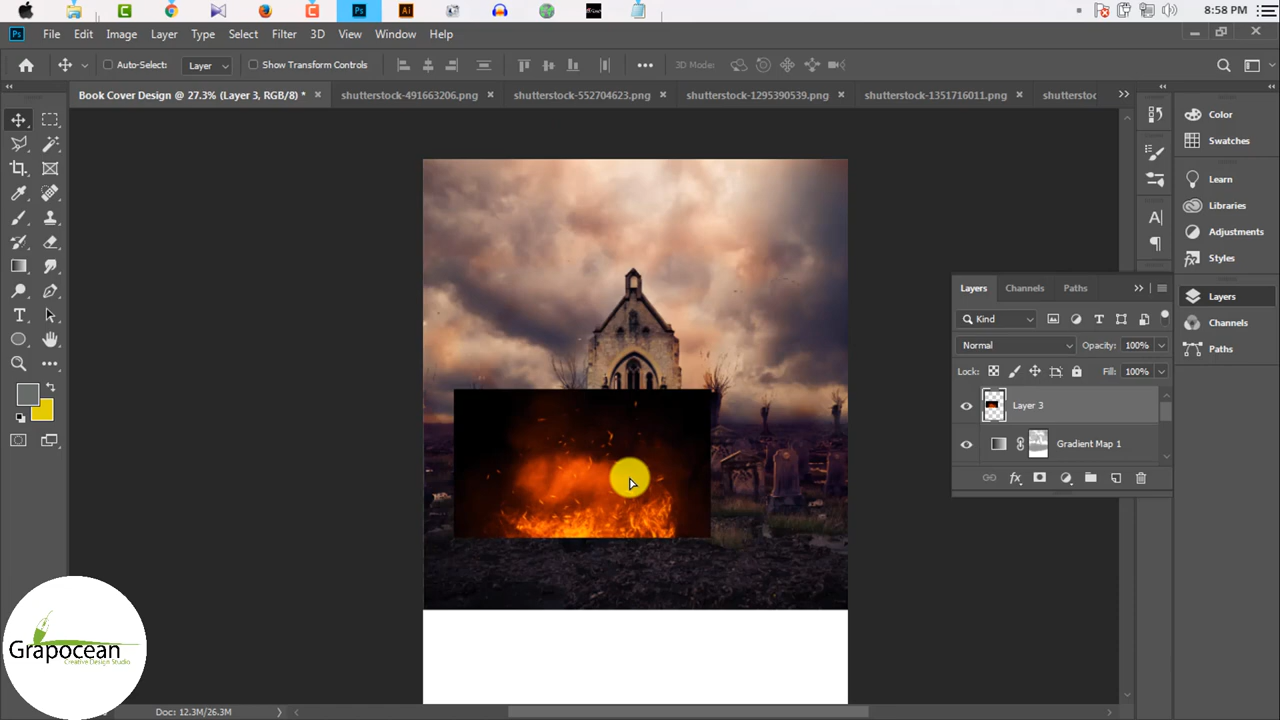 8:58 PM
Ps File Edit Image Layer Type Select Filter 3D View Window Help
Auto-Select: Layer Show Transform Controls 3D Mode:
Book Cover Design @ 27.3% (Layer 3, RGB/8) * × shutterstock-491663206.png × shutterstock-552704623.png × shutterstock-1295390539.png × shutterstock-1351716011.png × shutterstoc
Color
Swatches
Learn
Libraries
Adjustments
Styles
Layers
Channels
Paths
Layers Channels Paths
Kind
Normal Opacity: 100%
Lock: Fill: 100%
Layer 3
Gradient Map 1
fx
Grapocean
Creative Design Studio
Doc: 12.3M/26.3M